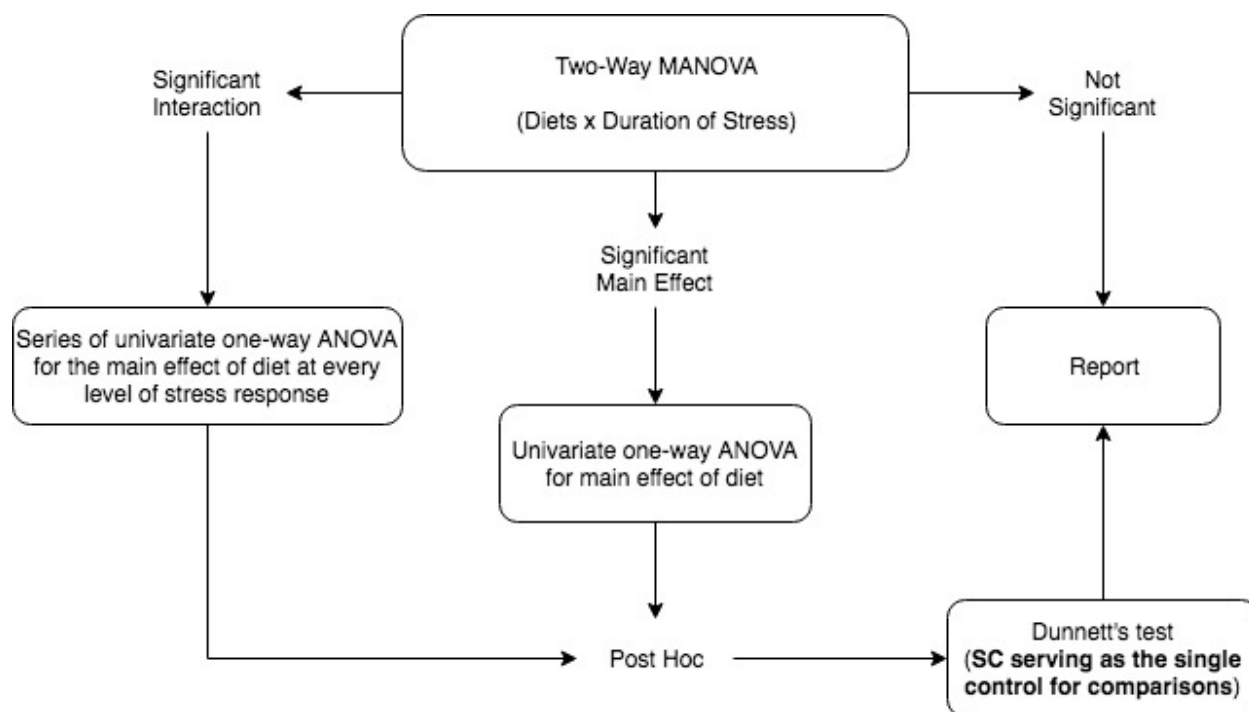 Two-Way MANOVA
(Diets x Duration of Stress)
Significant
Interaction
Not
Significant
Significant
Main Effect
Series of univariate one-way ANOVA
for the main effect of diet at every
level of stress response
Report
Univariate one-way ANOVA
for main effect of diet
Post Hoc
Dunnett's test
(SC serving as the single
control for comparisons)